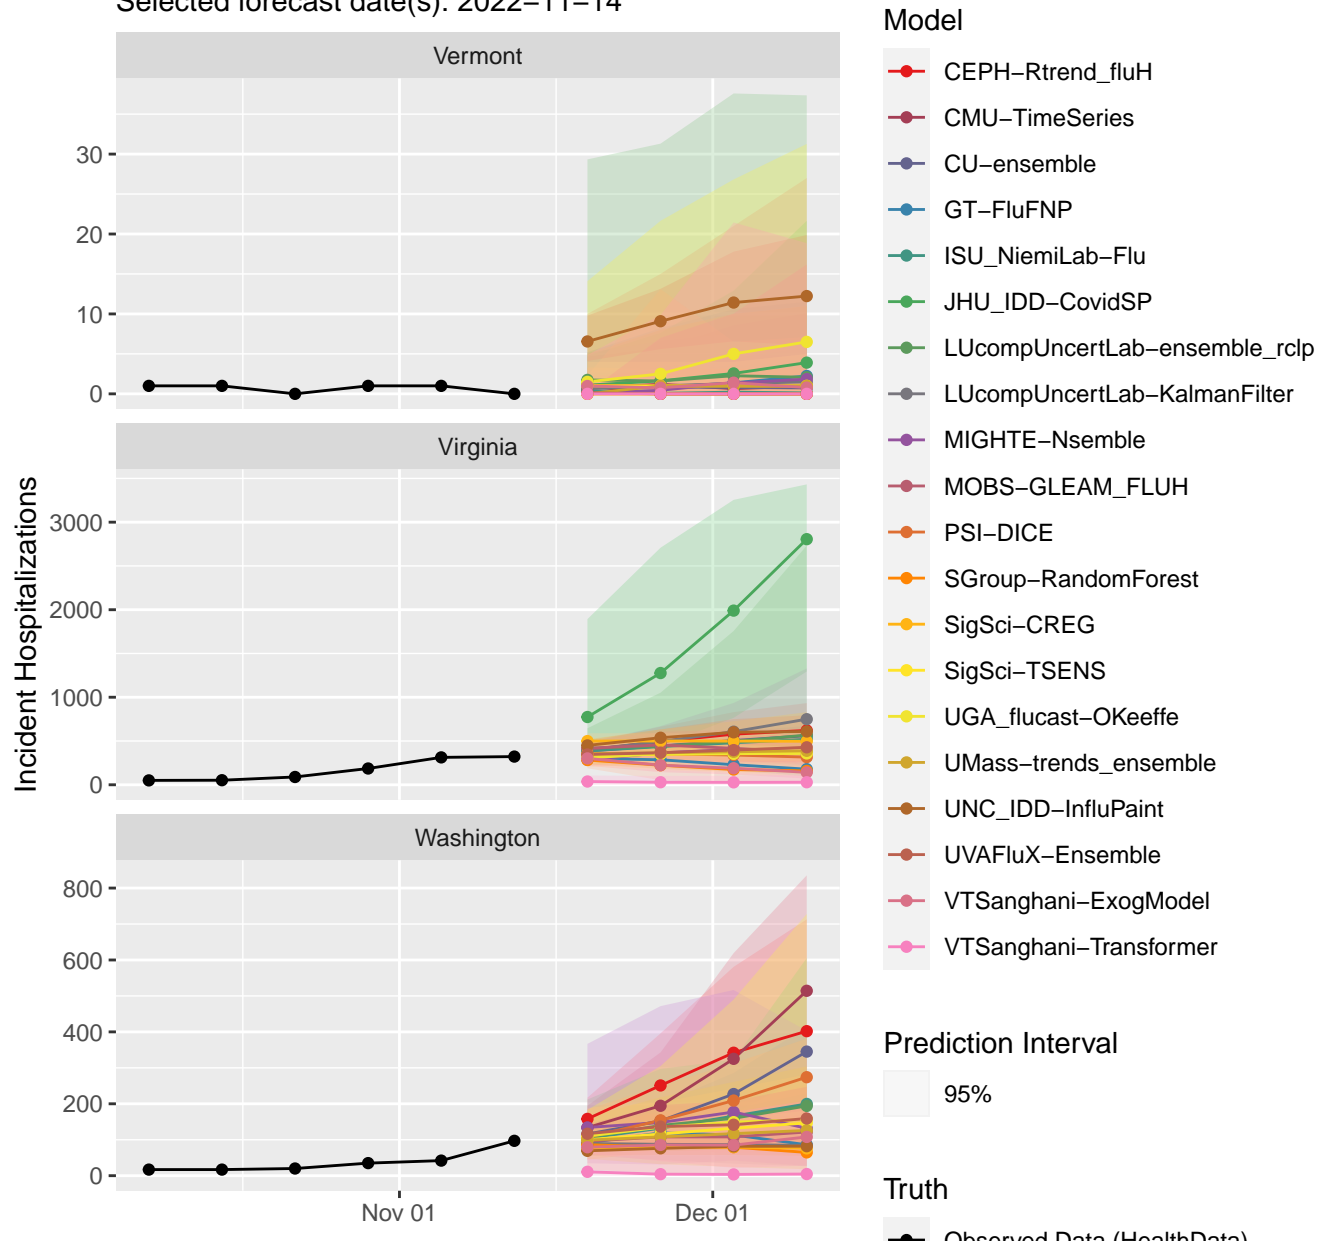 Selected forecast date(s): 2022−11−14
Vermont
30
20
10
0
Virginia
3000
2000
1000
0
Washington
800
600
400
200
0
Nov 01
Dec 01
Incident Hospitalizations
Model
CEPH−Rtrend_fluH
CMU−TimeSeries
CU−ensemble
GT−FluFNP
ISU_NiemiLab−Flu
JHU_IDD−CovidSP
LUcompUncertLab−ensemble_rclp
LUcompUncertLab−KalmanFilter
MIGHTE−Nsemble
MOBS−GLEAM_FLUH
PSI−DICE
SGroup−RandomForest
SigSci−CREG
SigSci−TSENS
UGA_flucast−OKeeffe
UMass−trends_ensemble
UNC_IDD−InfluPaint
UVAFluX−Ensemble
VTSanghani−ExogModel
VTSanghani−Transformer
Prediction Interval
95%
Truth
Observed Data (HealthData)